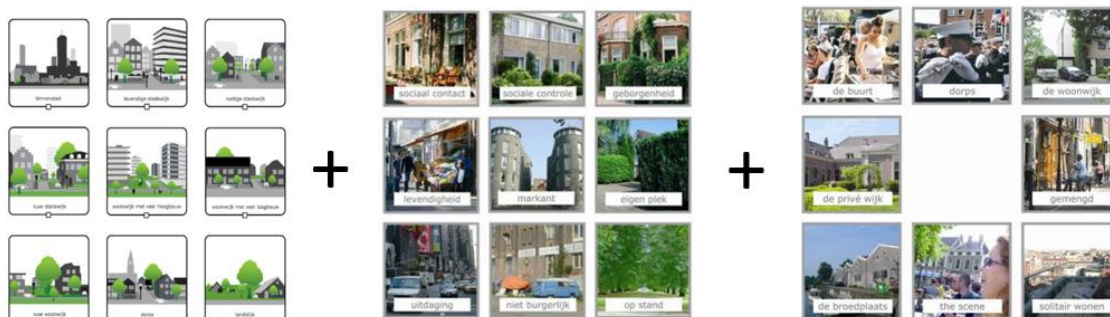 binnenstad
levendige stadswijk
rustige stadswijk
luxe stadswijk
woonwijk met veel hoogbouw
woonwijk met veel laagbouw
luxe woonwijk
dorps
landelijk
+
sociaal contact
sociale controle
geborgenheid
levendigheid
markant
eigen plek
uitdaging
niet burgerlijk
op stand
+
de buurt
dorps
de woonwijk
de privé wijk
gemengd
de broedplaats
the scene
solitair wonen